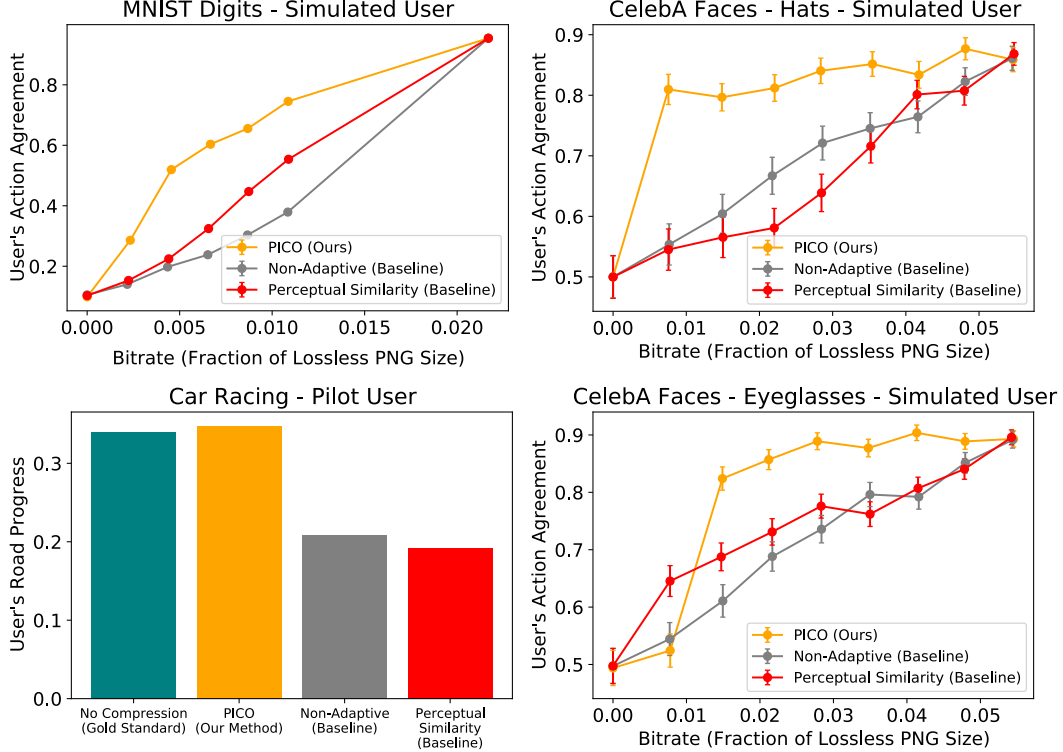 MNIST Digits - Simulated User
User's Action Agreement
0.8
0.6
0.4
0.2
PICO (Ours)
Non-Adaptive (Baseline)
Perceptual Similarity (Baseline)
0.000 0.005 0.010 0.015 0.020
Bitrate (Fraction of Lossless PNG Size)
CelebA Faces - Hats - Simulated User
User's Action Agreement
0.9
0.8
0.7
0.6
0.5
PICO (Ours)
Non-Adaptive (Baseline)
Perceptual Similarity (Baseline)
0.00 0.01 0.02 0.03 0.04 0.05
Bitrate (Fraction of Lossless PNG Size)
Car Racing - Pilot User
User's Road Progress
0.3
0.2
0.1
0.0
No Compression
(Gold Standard)
PICO
(Our Method)
Non-Adaptive
(Baseline)
Perceptual
Similarity
(Baseline)
CelebA Faces - Eyeglasses - Simulated User
User's Action Agreement
0.9
0.8
0.7
0.6
0.5
PICO (Ours)
Non-Adaptive (Baseline)
Perceptual Similarity (Baseline)
0.00 0.01 0.02 0.03 0.04 0.05
Bitrate (Fraction of Lossless PNG Size)